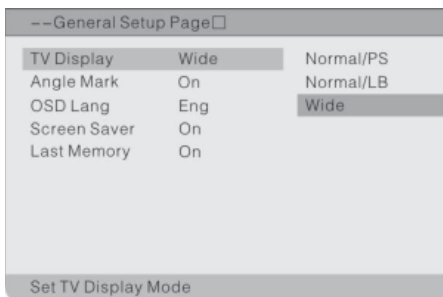 --General Setup Page□
TV Display Wide Normal/PS
Angle Mark On Normal/LB
OSD Lang Eng Wide
Screen Saver On
Last Memory On
Set TV Display Mode